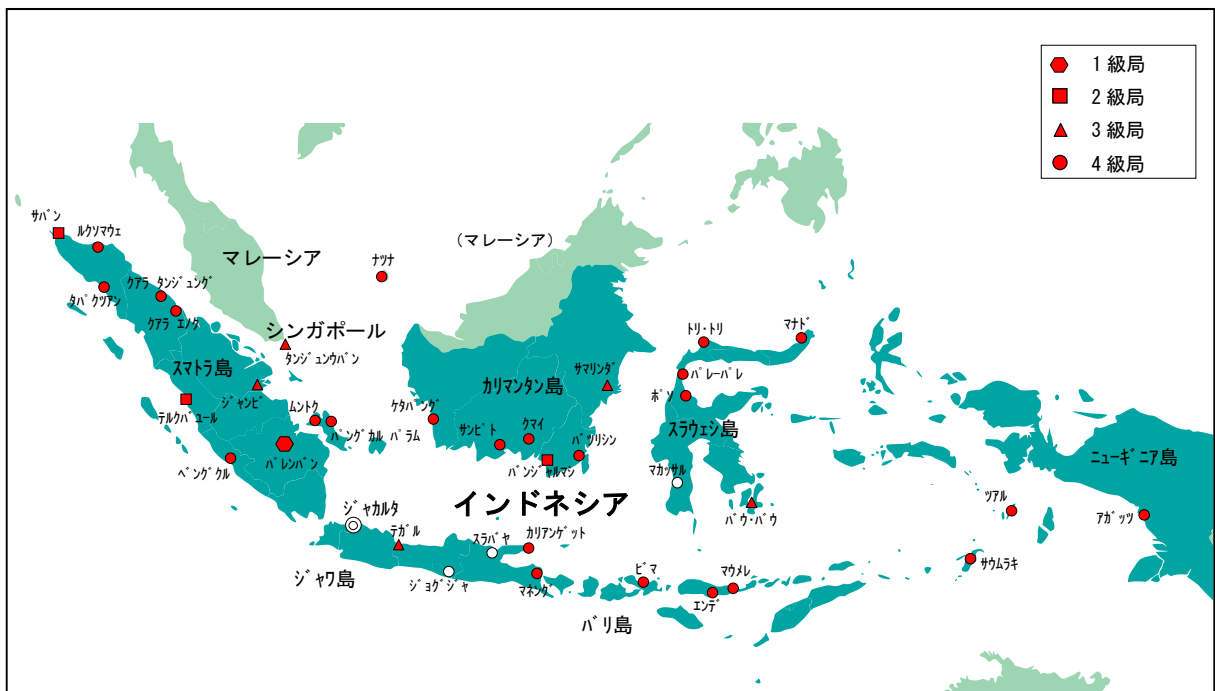 1級局
2級局
3級局
4級局
サバン
ルクソマウェ
マレーシア
(マレーシア)
ナツナ
クアラ タンジュング
タパクツアン
クアラ エノク
シンガポール
タンジュンウバン
スマトラ島
ジャンビ
テルクバユール
ムントク
パングカル パラム
パレンバン
ベングクル
カリマンタン島
サマリンダ
ケタパング
サンピト
クマイ
バツリシン
バンジャルマシ
トリ・トリ
マナド
パレーパレ
ポソ
スラウェシ島
マカッサル
バウ・バウ
ニューギニア島
ツアル
アガッツ
サウムラキ
インドネシア
ジャカルタ
テガル
スラバヤ
カリアンゲット
ジャワ島
ジョグジャ
マネンダ
ビマ
マウメレ
エンデ
バリ島